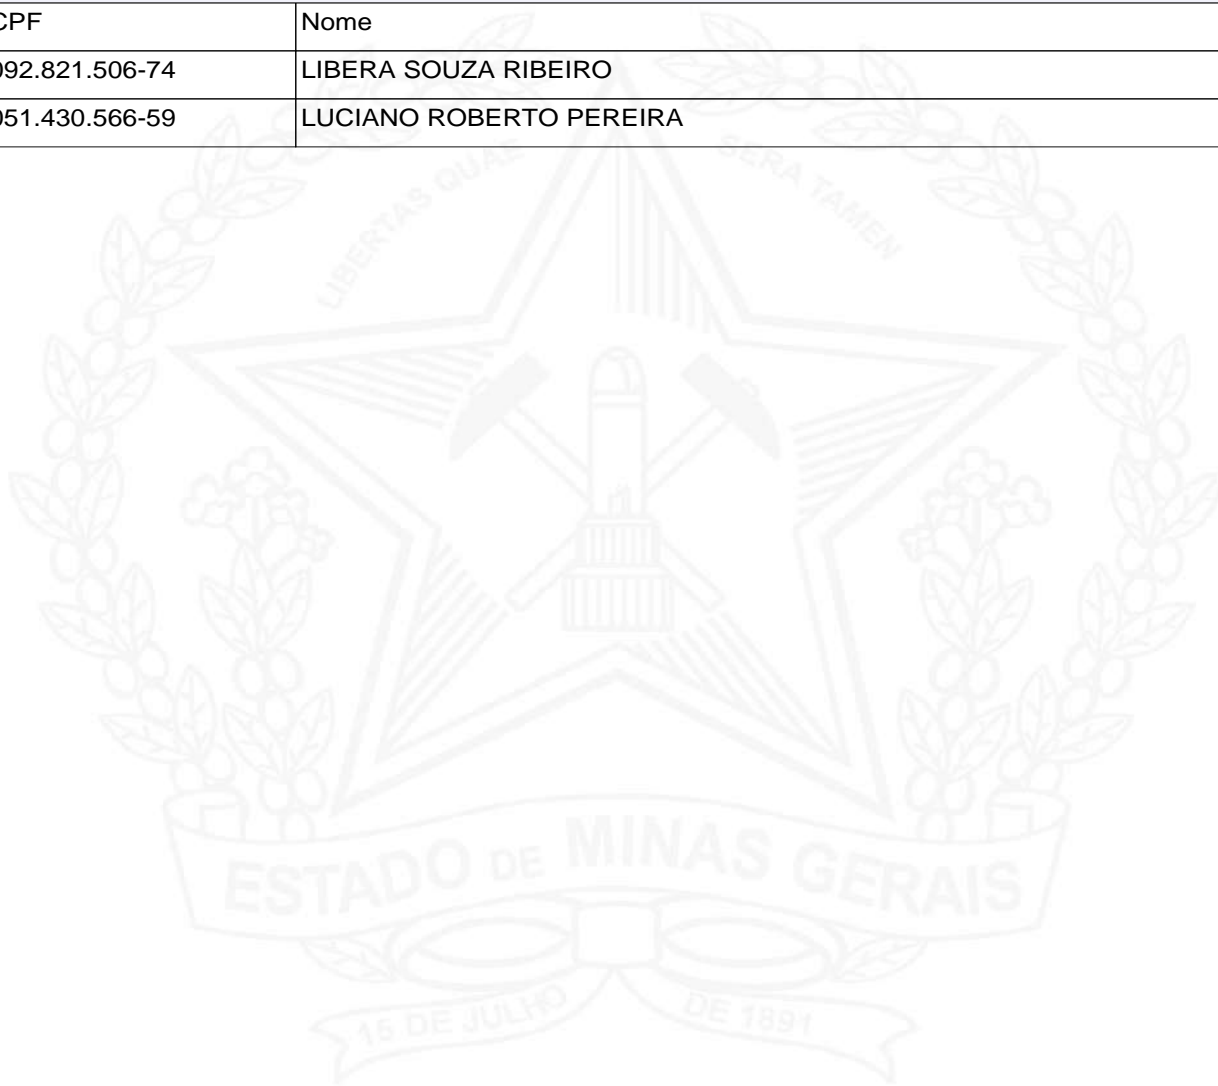 CPF Nome
092.821.506-74 LIBERA SOUZA RIBEIRO
051.430.566-59 LUCIANO ROBERTO PEREIRA
LIBERTAS QUAE SERA TAMEN
ESTADO DE MINAS GERAIS
15 DE JULHO DE 1891